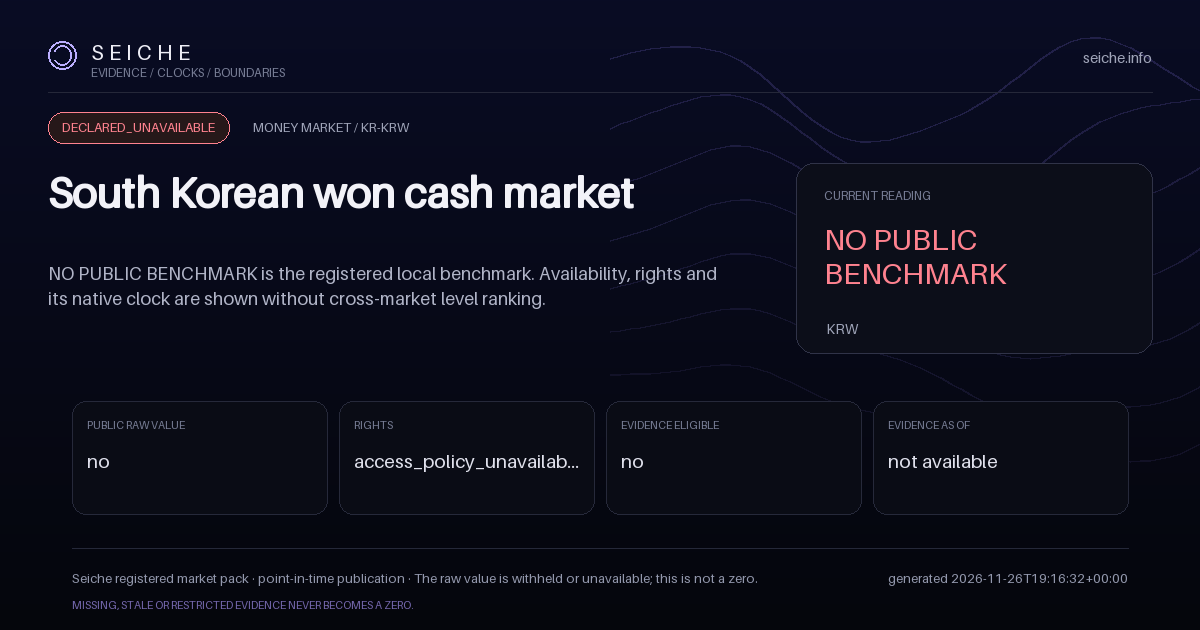 SEICHE
EVIDENCE / CLOCKS / BOUNDARIES
seiche.info
DECLARED_UNAVAILABLE
MONEY MARKET / KR-KRW
South Korean won cash market
NO PUBLIC BENCHMARK is the registered local benchmark. Availability, rights and
its native clock are shown without cross-market level ranking.
CURRENT READING
NO PUBLIC
BENCHMARK
KRW
PUBLIC RAW VALUE
no
RIGHTS
access_policy_unavailab...
EVIDENCE ELIGIBLE
no
EVIDENCE AS OF
not available
Seiche registered market pack · point-in-time publication · The raw value is withheld or unavailable; this is not a zero.
generated 2026-11-26T19:16:32+00:00
MISSING, STALE OR RESTRICTED EVIDENCE NEVER BECOMES A ZERO.